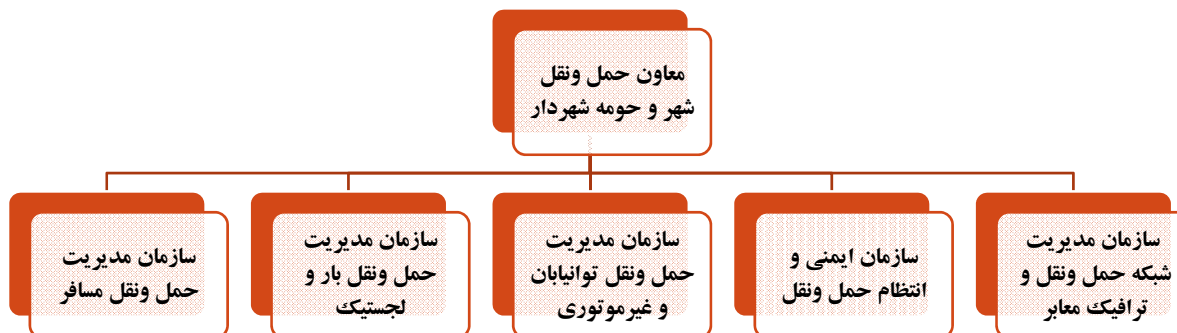 معاون حمل ونقل
شهر و حومه شهردار
سازمان مدیریت
شبکه حمل ونقل و
ترافیک معابر
سازمان ایمنی و
انتظام حمل ونقل
سازمان مدیریت
حمل ونقل توانیابان
و غیرموتوری
سازمان مدیریت
حمل ونقل بار و
لجستیک
سازمان مدیریت
حمل ونقل مسافر